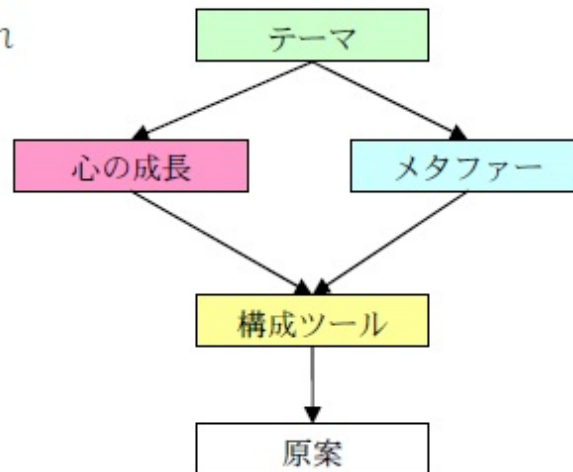 れ
テーマ
心の成長
メタファー
構成ツール
原案